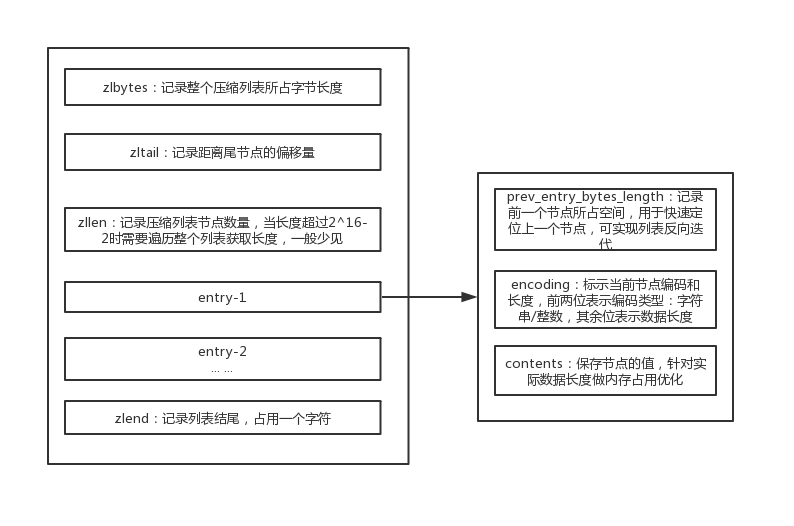 zlbytes：记录整个压缩列表所占字节长度
zltail：记录距离尾节点的偏移量
zllen：记录压缩列表节点数量，当长度超过2^16-
2时需要遍历整个列表获取长度，一般少见
entry-1
entry-2
... ...
zlend：记录列表结尾，占用一个字符
prev_entry_bytes_length：记录
前一个节点所占空间，用于快速定
位上一个节点，可实现列表反向迭
代
encoding：标示当前节点编码和
长度，前两位表示编码类型：字符
串/整数，其余位表示数据长度
contents：保存节点的值，针对实
际数据长度做内存占用优化